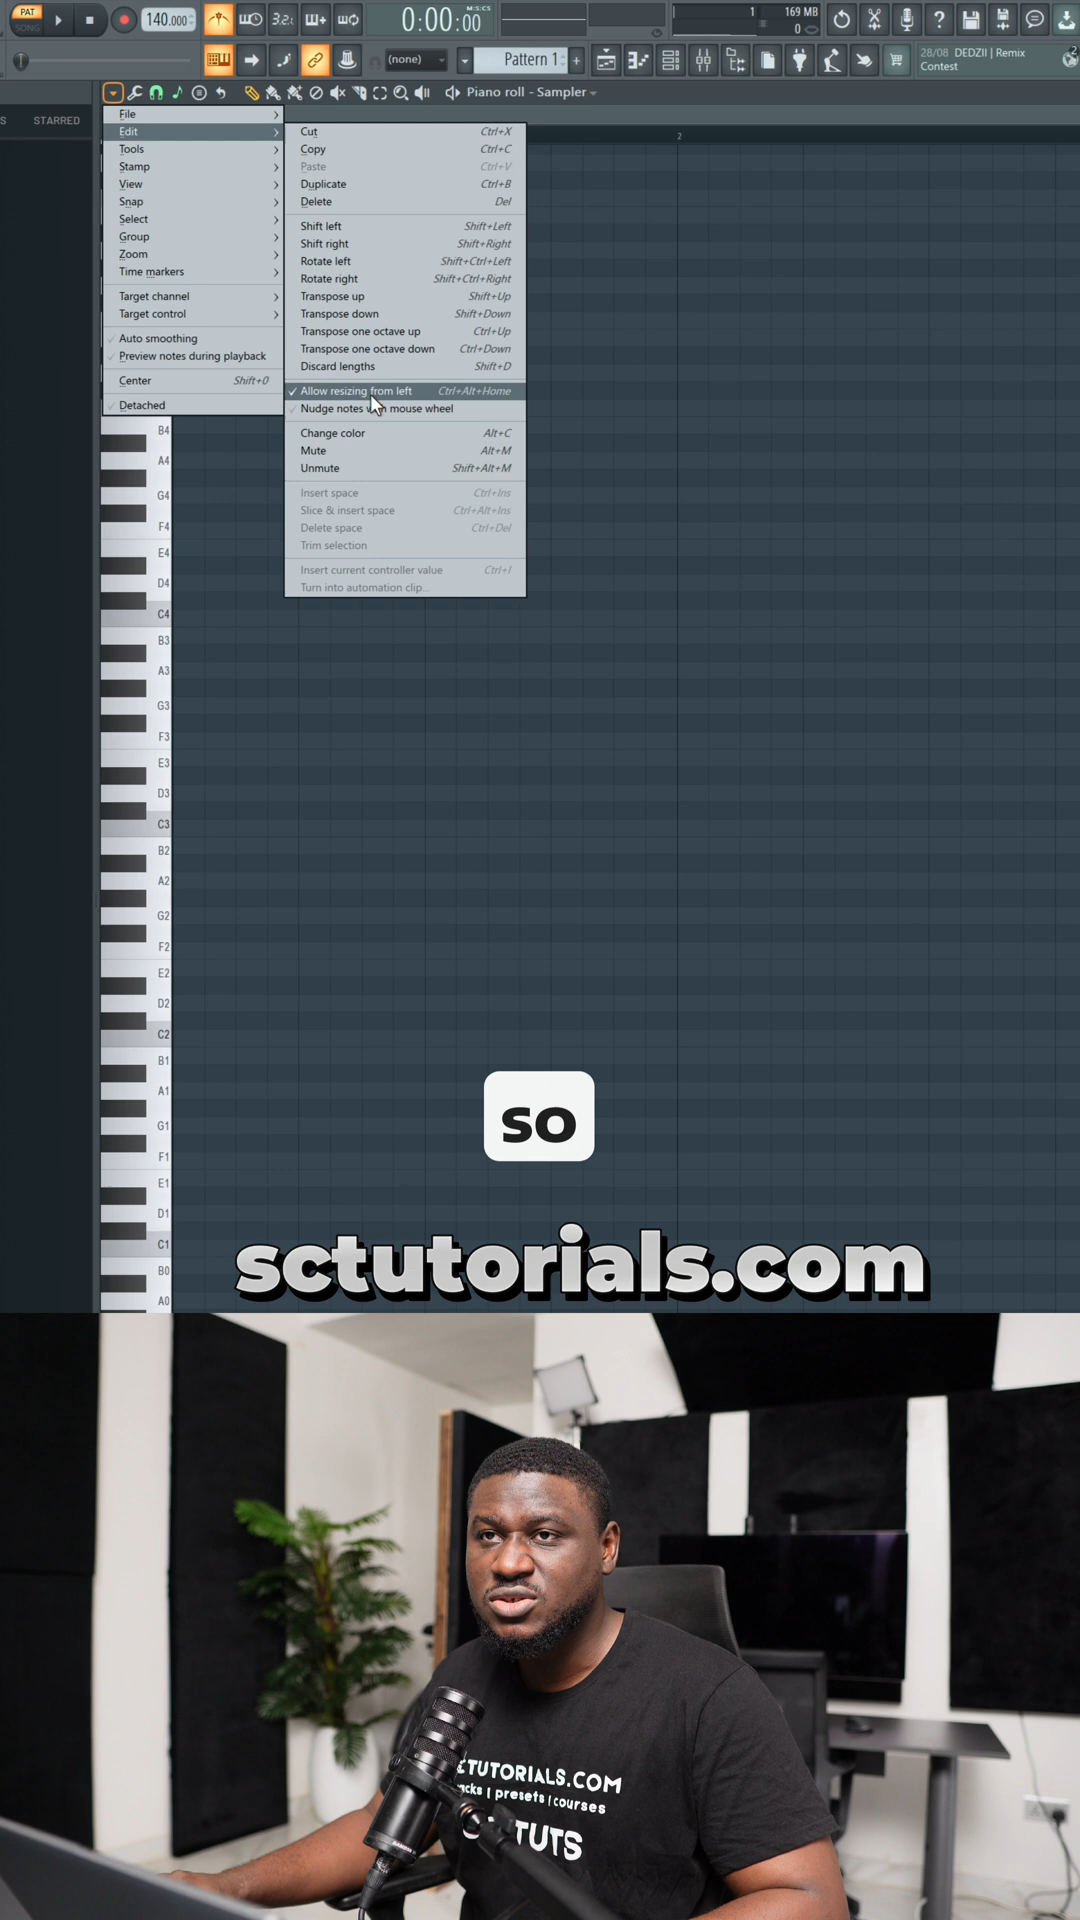 PAT
SONG
140.000
3.2.
0:00:00
M:S:CS
1
169 MB
0
(none)
Pattern 1
28/08 DEDZII | Remix
Contest
2
Piano roll - Sampler
S
STARRED
File
Edit
Tools
Stamp
View
Snap
Select
Group
Zoom
Time markers
Target channel
Target control
Auto smoothing
Preview notes during playback
Center Shift+0
Detached
Cut Ctrl+X
Copy Ctrl+C
Paste Ctrl+V
Duplicate Ctrl+B
Delete Del
Shift left Shift+Left
Shift right Shift+Right
Rotate left Shift+Ctrl+Left
Rotate right Shift+Ctrl+Right
Transpose up Shift+Up
Transpose down Shift+Down
Transpose one octave up Ctrl+Up
Transpose one octave down Ctrl+Down
Discard lengths Shift+D
Allow resizing from left Ctrl+Alt+Home
Nudge notes mouse wheel
Change color Alt+C
Mute Alt+M
Unmute Shift+Alt+M
Insert space Ctrl+Ins
Slice & insert space Ctrl+Alt+Ins
Delete space Ctrl+Del
Trim selection
Insert current controller value Ctrl+I
Turn into automation clip...
2
B4
A4
G4
F4
E4
D4
C4
B3
A3
G3
F3
E3
D3
C3
B2
A2
G2
F2
E2
D2
C2
B1
A1
G1
F1
E1
D1
C1
B0
A0
so
sctutorials.com
TUTORIALS.COM
| presets | courses
TUTS